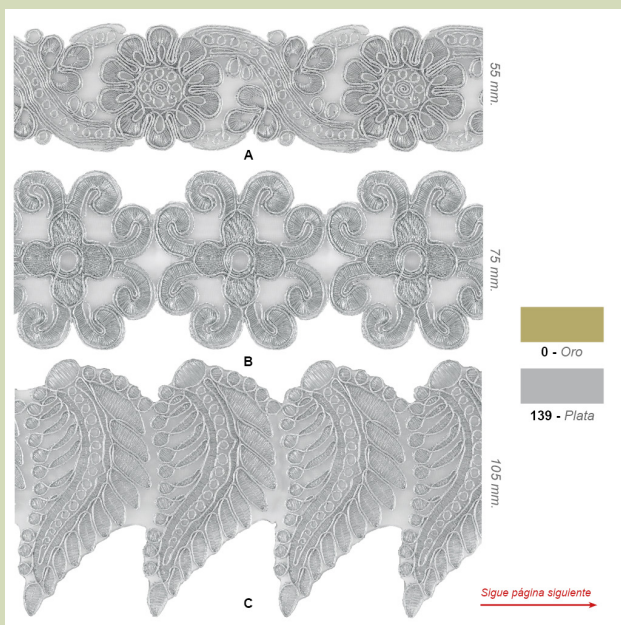 55 mm.
A
75 mm.
B
0 - Oro
139 - Plata
105 mm.
C
Sigue página siguiente